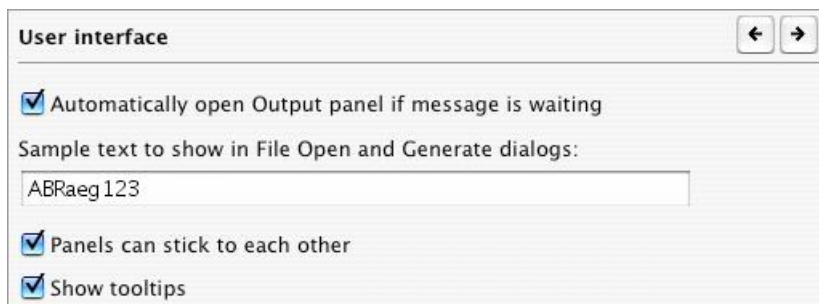 User interface
Automatically open Output panel if message is waiting
Sample text to show in File Open and Generate dialogs:
ABRaeg123
Panels can stick to each other
Show tooltips